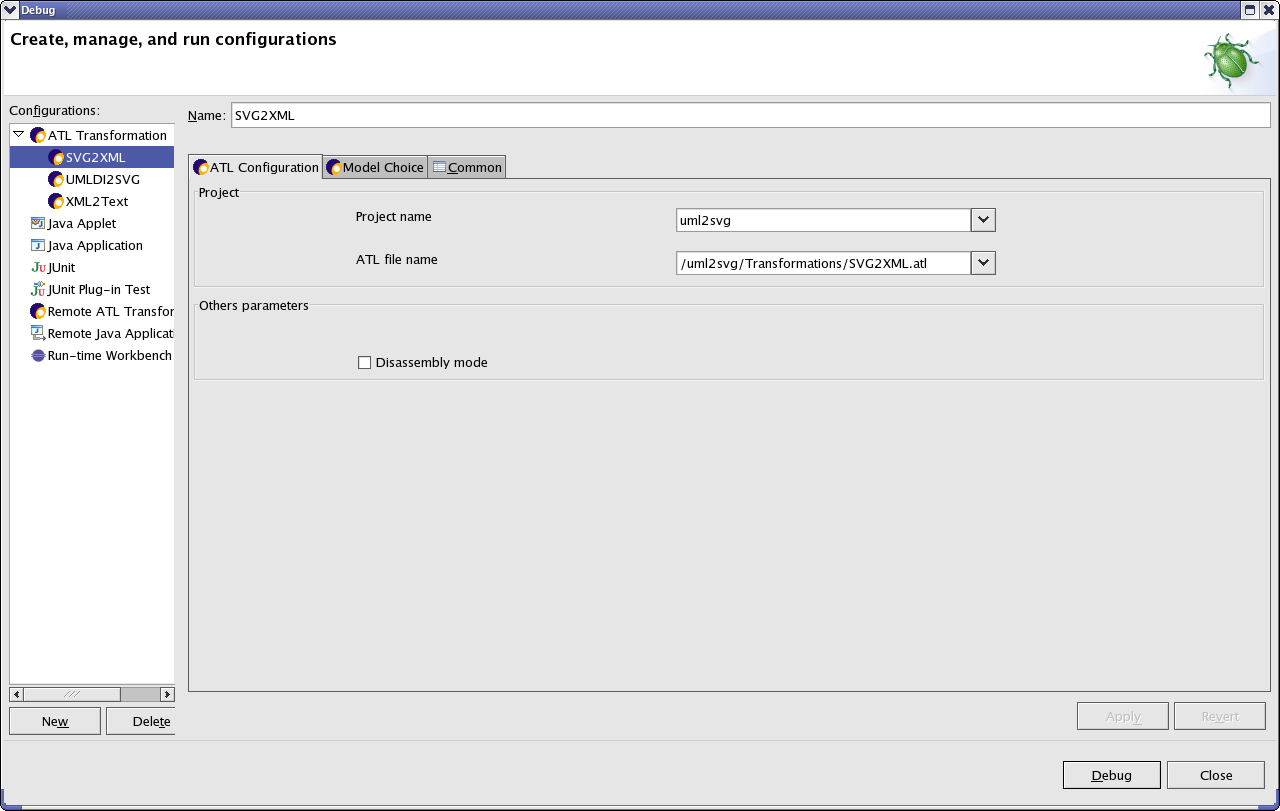 Debug
Create, manage, and run configurations
Configurations:
ATL Transformation
SVG2XML
UMLDI2SVG
XML2Text
Java Applet
Java Application
JUnit
JUnit Plug-in Test
Remote ATL Transfor
Remote Java Applicati
Run-time Workbench
New
Delete
Name: SVG2XML
ATL Configuration Model Choice Common
Project
Project name uml2svg
ATL file name /uml2svg/Transformations/SVG2XML.atl
Others parameters
Disassembly mode
Apply Revert
Debug Close